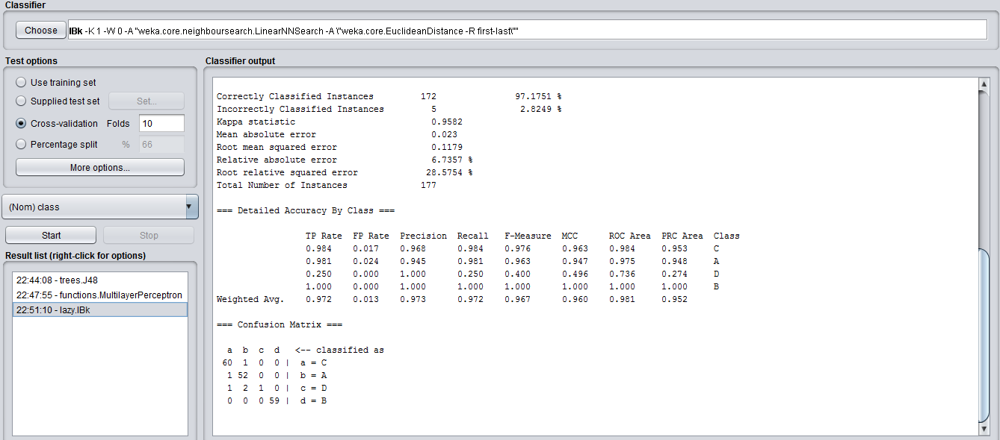 Classifier
Choose IBk -K 1 -W 0 -A "weka.core.neighboursearch.LinearNNSearch -A \"weka.core.EuclideanDistance -R first-last\""
Test options
Use training set
Supplied test set Set...
Cross-validation Folds 10
Percentage split % 66
More options...
(Nom) class
Start Stop
Result list (right-click for options)
22:44:08 - trees.J48
22:47:55 - functions.MultilayerPerceptron
22:51:10 - lazy.IBk
Classifier output
Correctly Classified Instances 172 97.1751 %
Incorrectly Classified Instances 5 2.8249 %
Kappa statistic 0.9582
Mean absolute error 0.023
Root mean squared error 0.1179
Relative absolute error 6.7357 %
Root relative squared error 28.5754 %
Total Number of Instances 177
=== Detailed Accuracy By Class ===
TP Rate FP Rate Precision Recall F-Measure MCC ROC Area PRC Area Class
0.984 0.017 0.968 0.984 0.976 0.963 0.984 0.953 C
0.981 0.024 0.945 0.981 0.963 0.947 0.975 0.948 A
0.250 0.000 1.000 0.250 0.400 0.496 0.736 0.274 D
1.000 0.000 1.000 1.000 1.000 1.000 1.000 1.000 B
Weighted Avg. 0.972 0.013 0.973 0.972 0.967 0.960 0.981 0.952
=== Confusion Matrix ===
a b c d <-- classified as
60 1 0 0 | a = C
1 52 0 0 | b = A
1 2 1 0 | c = D
0 0 0 59 | d = B